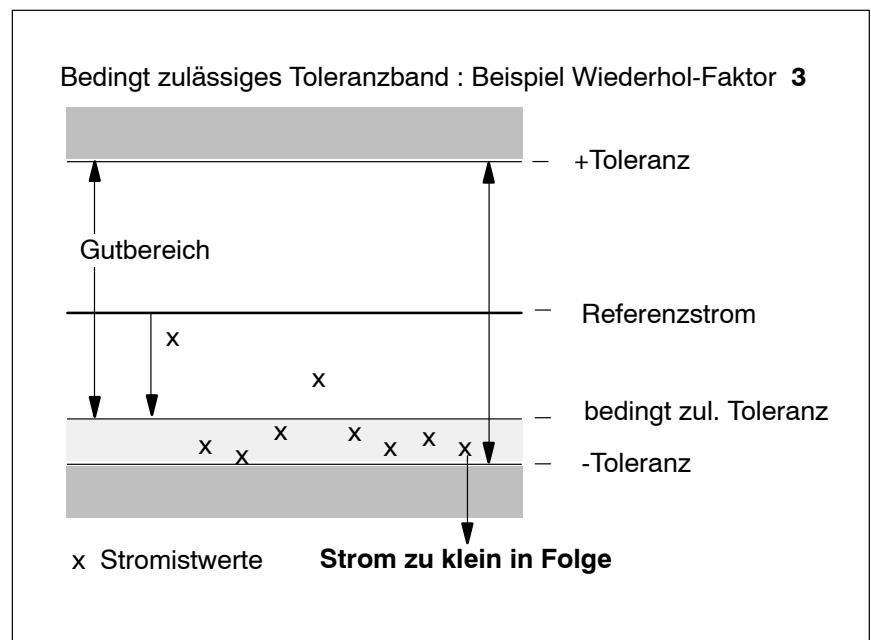 Bedingt zulässiges Toleranzband : Beispiel Wiederhol-Faktor 3
+Toleranz
Gutbereich
Referenzstrom
x
x
bedingt zul. Toleranz
x x x x x x x
-Toleranz
x Stromistwerte
Strom zu klein in Folge